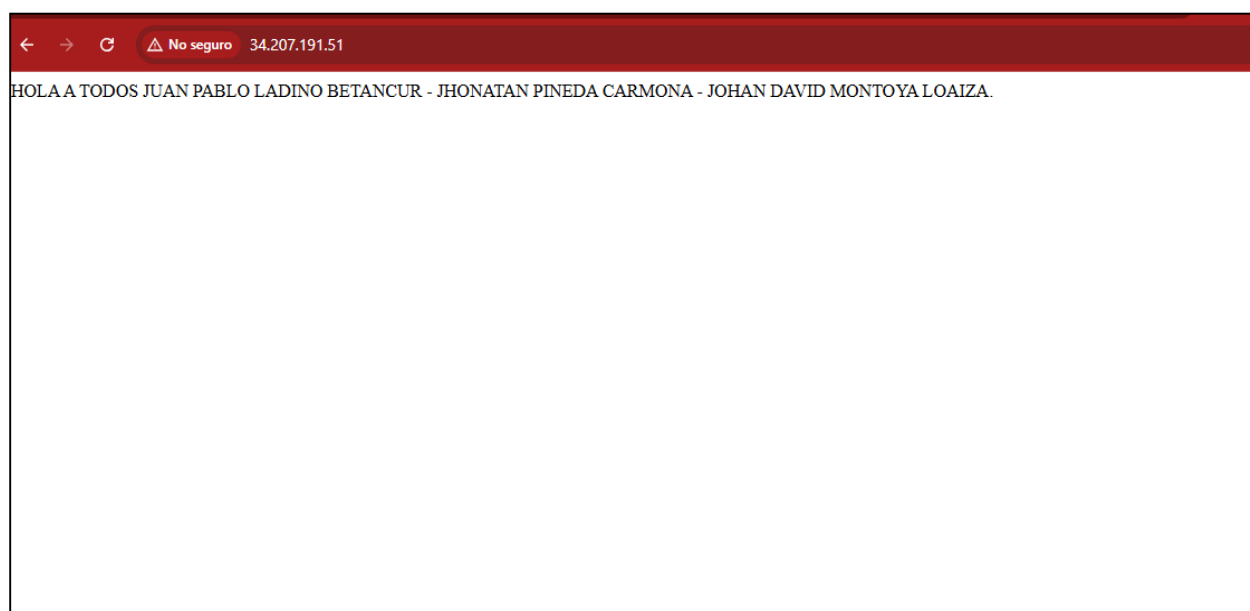 No seguro 34.207.191.51
HOLA A TODOS JUAN PABLO LADINO BETANCUR - JHONATAN PINEDA CARMONA - JOHAN DAVID MONTOYA LOAIZA.